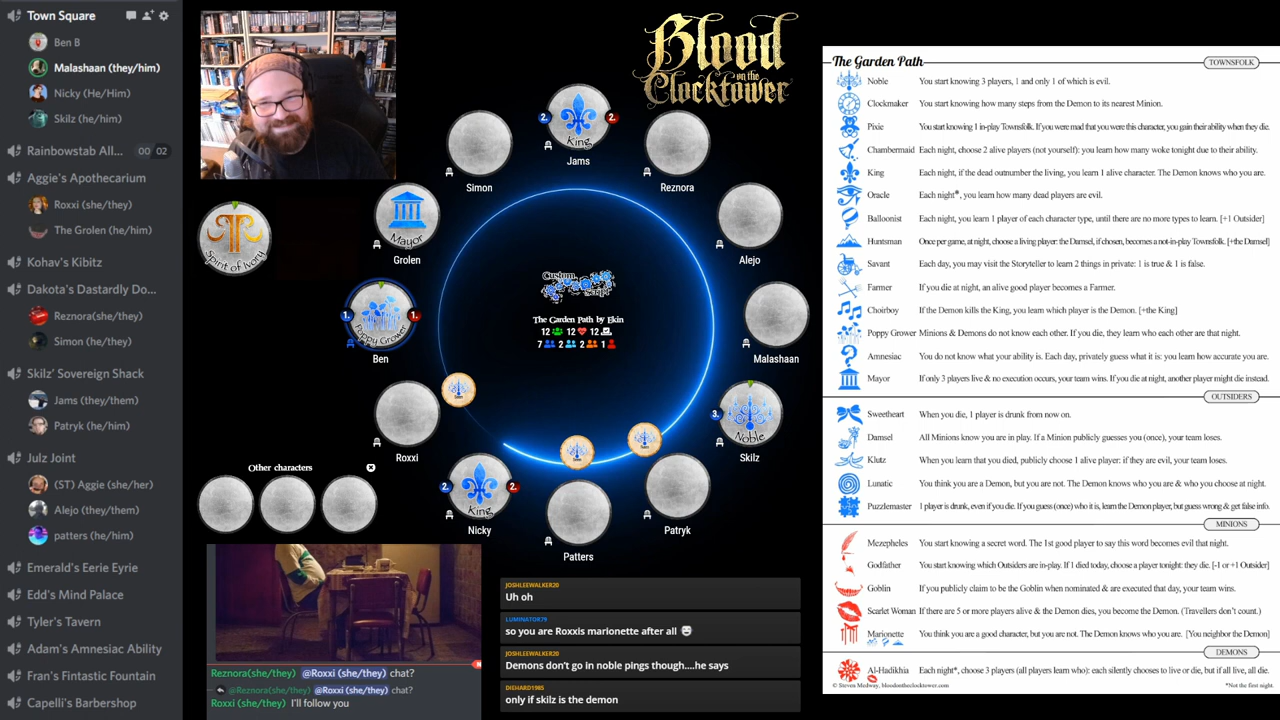 Town Square
Ben B
Malashaan (they/him)
Nicky (He/Him)
Skilz (he/him)
Rainbowstab All... 00 02
Aggie's Apothecarium
Roxxi (she/they)
The Grolen (he/him)
Kohav's Kibitz
Dakota's Dastardly Do...
Reznora(she/they)
Simon (she/they)
Skilz' Sovereign Shack
Jams (they/them)
Patryk (he/him)
Julz Joint
(ST) Aggie (she/her)
Alejo (they/them)
patters (he/him)
Emerald's Eerie Eyrie
Edd's Mind Palace
Tyler's Tavern
Adam's Amnesiac Ability
Capelli's Barbershop
Blood
on the
Clocktower
King
2. 2.
Jams
Simon
Reznora
Mayor
Grolen
Alejo
Spirit of Ivory
Poppy Grower
1. 1.
Ben
Malashaan
Custom
Script
The Garden Path by Ekin
12 12 12
7 2 2 1
Roxxi
Noble
3.
Skilz
King
2. 2.
Nicky
Patters
Patryk
Other characters
Reznora(she/they) @Roxxi (she/they) chat?
@Reznora(she/they) @Roxxi (she/they) chat?
Roxxi (she/they) I'll follow you
JOSHLEEWALKER20
Uh oh
LUMINATOR79
so you are Roxxis marionette after all
JOSHLEEWALKER20
Demons don't go in noble pings though....he says
DIEHARD1985
only if skilz is the demon
The Garden Path
TOWNSFOLK
Noble You start knowing 3 players, 1 and only 1 of which is evil.
Clockmaker You start knowing how many steps from the Demon to its nearest Minion.
Pixie You start knowing 1 in-play Townsfolk. If you were mad that you were this character, you gain their ability when they die.
Chambermaid Each night, choose 2 alive players (not yourself): you learn how many woke tonight due to their ability.
King Each night, if the dead outnumber the living, you learn 1 alive character. The Demon knows who you are.
Oracle Each night*, you learn how many dead players are evil.
Balloonist Each night, you learn 1 player of each character type, until there are no more types to learn. [+1 Outsider]
Huntsman Once per game, at night, choose a living player: the Damsel, if chosen, becomes a not-in-play Townsfolk. [+the Damsel]
Savant Each day, you may visit the Storyteller to learn 2 things in private: 1 is true & 1 is false.
Farmer If you die at night, an alive good player becomes a Farmer.
Choirboy If the Demon kills the King, you learn which player is the Demon. [+the King]
Poppy Grower Minions & Demons do not know each other. If you die, they learn who each other are that night.
Amnesiac You do not know what your ability is. Each day, privately guess what it is: you learn how accurate you are.
Mayor If only 3 players live & no execution occurs, your team wins. If you die at night, another player might die instead.
OUTSIDERS
Sweetheart When you die, 1 player is drunk from now on.
Damsel All Minions know you are in play. If a Minion publicly guesses you (once), your team loses.
Klutz When you learn that you died, publicly choose 1 alive player: if they are evil, your team loses.
Lunatic You think you are a Demon, but you are not. The Demon knows who you are & who you choose at night.
Puzzlemaster 1 player is drunk, even if you die. If you guess (once) who it is, learn the Demon player, but guess wrong & get false info.
MINIONS
Mezepheles You start knowing a secret word. The 1st good player to say this word becomes evil that night.
Godfather You start knowing which Outsiders are in-play. If 1 died today, choose a player tonight: they die. [-1 or +1 Outsider]
Goblin If you publicly claim to be the Goblin when nominated & are executed that day, your team wins.
Scarlet Woman If there are 5 or more players alive & the Demon dies, you become the Demon. (Travellers don't count.)
Marionette You think you are a good character, but you are not. The Demon knows who you are. [You neighbor the Demon]
DEMONS
Al-Hadikhia Each night*, choose 3 players (all players learn who): each silently chooses to live or die, but if all live, all die.
© Steven Medway, bloodontheclocktower.com *Not the first night.